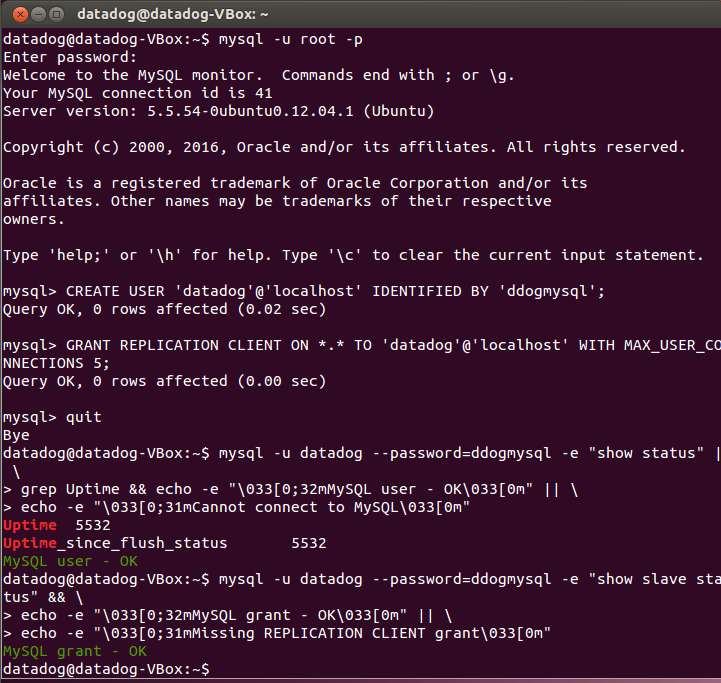 datadog@datadog-VBox: ~
datadog@datadog-VBox:~$ mysql -u root -p
Enter password:
Welcome to the MySQL monitor.  Commands end with ; or \g.
Your MySQL connection id is 41
Server version: 5.5.54-0ubuntu0.12.04.1 (Ubuntu)
Copyright (c) 2000, 2016, Oracle and/or its affiliates. All rights reserved.
Oracle is a registered trademark of Oracle Corporation and/or its
affiliates. Other names may be trademarks of their respective
owners.
Type 'help;' or '\h' for help. Type '\c' to clear the current input statement.
mysql> CREATE USER 'datadog'@'localhost' IDENTIFIED BY 'ddogmysql';
Query OK, 0 rows affected (0.02 sec)
mysql> GRANT REPLICATION CLIENT ON *.* TO 'datadog'@'localhost' WITH MAX_USER_CO
NNECTIONS 5;
Query OK, 0 rows affected (0.00 sec)
mysql> quit
Bye
datadog@datadog-VBox:~$ mysql -u datadog --password=ddogmysql -e "show status" |
 \
> grep Uptime && echo -e "\033[0;32mMySQL user - OK\033[0m" || \
> echo -e "\033[0;31mCannot connect to MySQL\033[0m"
Uptime  5532
Uptime_since_flush_status       5532
MySQL user - OK
datadog@datadog-VBox:~$ mysql -u datadog --password=ddogmysql -e "show slave sta
tus" && \
> echo -e "\033[0;32mMySQL grant - OK\033[0m" || \
> echo -e "\033[0;31mMissing REPLICATION CLIENT grant\033[0m"
MySQL grant - OK
datadog@datadog-VBox:~$